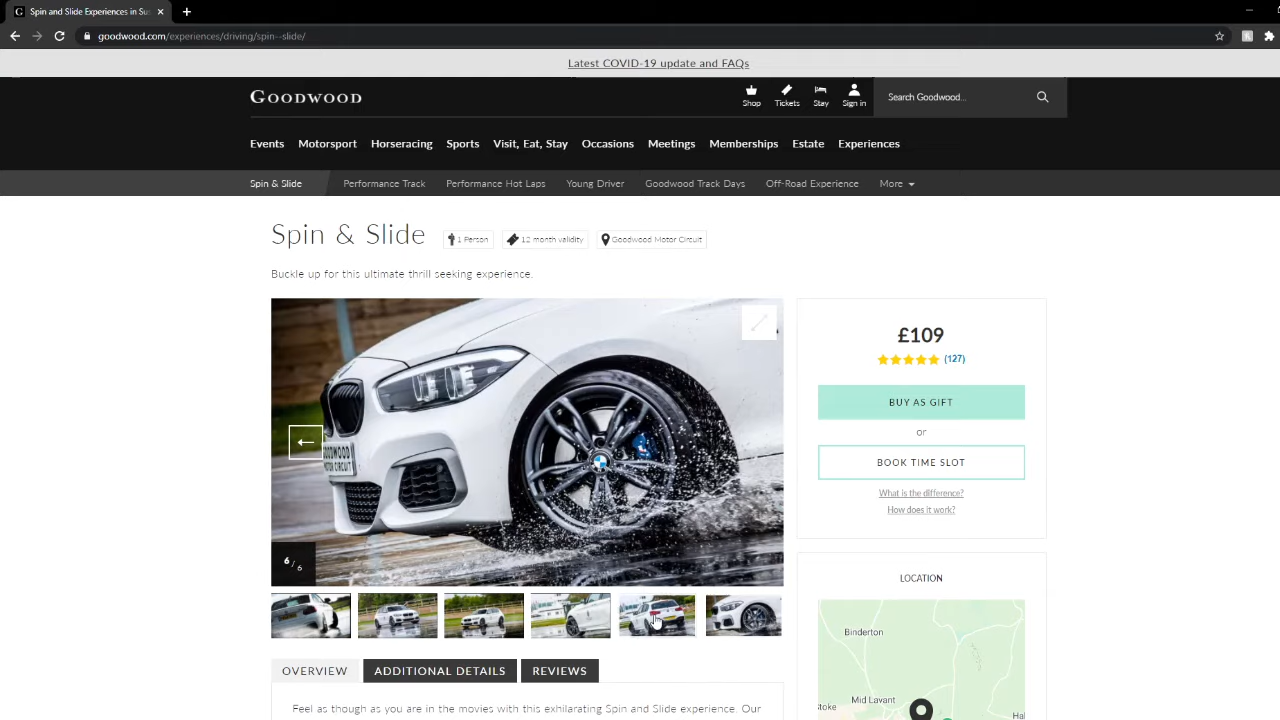 Spin and Slide Experiences in Su
goodwood.com/experiences/driving/spin--slide/
Latest COVID-19 update and FAQs
GOODWOOD
Shop
Tickets
Stay
Sign in
Search Goodwood...
Events
Motorsport
Horseracing
Sports
Visit, Eat, Stay
Occasions
Meetings
Memberships
Estate
Experiences
Spin & Slide
Performance Track
Performance Hot Laps
Young Driver
Goodwood Track Days
Off-Road Experience
More
Spin & Slide
1 Person
12 month validity
Goodwood Motor Circuit
Buckle up for this ultimate thrill seeking experience.
GOODWOOD
MOTOR CIRCUIT
6/6
£109
(127)
BUY AS GIFT
or
BOOK TIME SLOT
What is the difference?
How does it work?
LOCATION
Binderton
Mid Lavant
stoke
Hal
OVERVIEW
ADDITIONAL DETAILS
REVIEWS
Feel as though as you are in the movies with this exhilarating Spin and Slide experience. Our